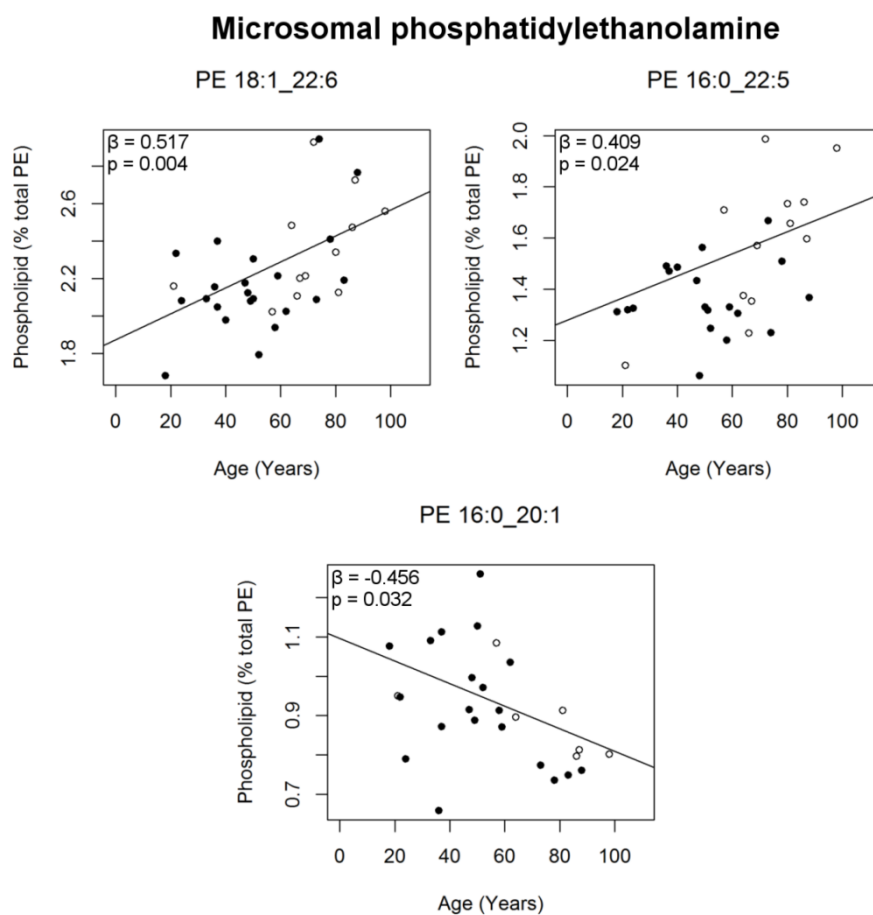 Microsomal phosphatidylethanolamine
PE 18:1_22:6
β = 0.517
p = 0.004
Phospholipid (% total PE)
2.6
2.2
1.8
0 20 40 60 80 100
Age (Years)
PE 16:0_22:5
β = 0.409
p = 0.024
Phospholipid (% total PE)
2.0
1.8
1.6
1.4
1.2
0 20 40 60 80 100
Age (Years)
PE 16:0_20:1
β = -0.456
p = 0.032
Phospholipid (% total PE)
1.1
0.9
0.7
0 20 40 60 80 100
Age (Years)